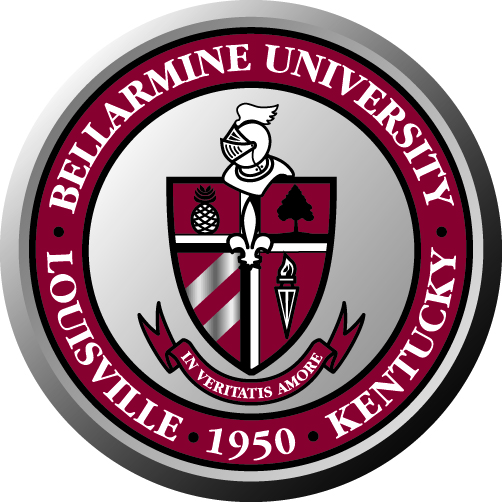 BELLARMINE UNIVERSITY
LOUISVILLE · 1950 · KENTUCKY
IN VERITATIS AMORE